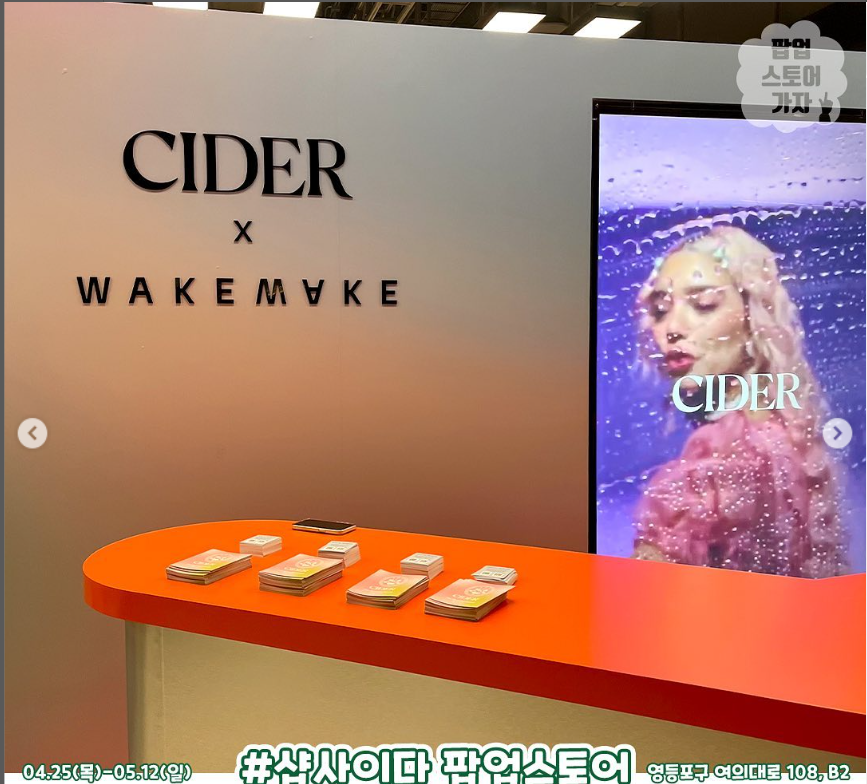 팝업
스토어
가자
CIDER
X
WAKEMAKE
CIDER
#샵사이다 팝업스토어
04.25(목)-05.12(일)
영등포구 여의대로 108, B2